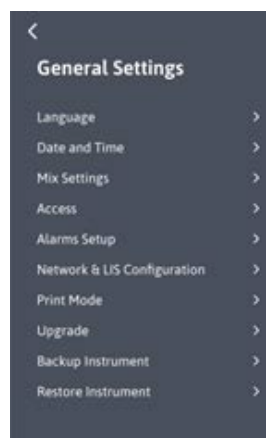 General Settings
Language
Date and Time
Mix Settings
Access
Alarms Setup
Network & LIS Configuration
Print Mode
Upgrade
Backup Instrument
Restore Instrument